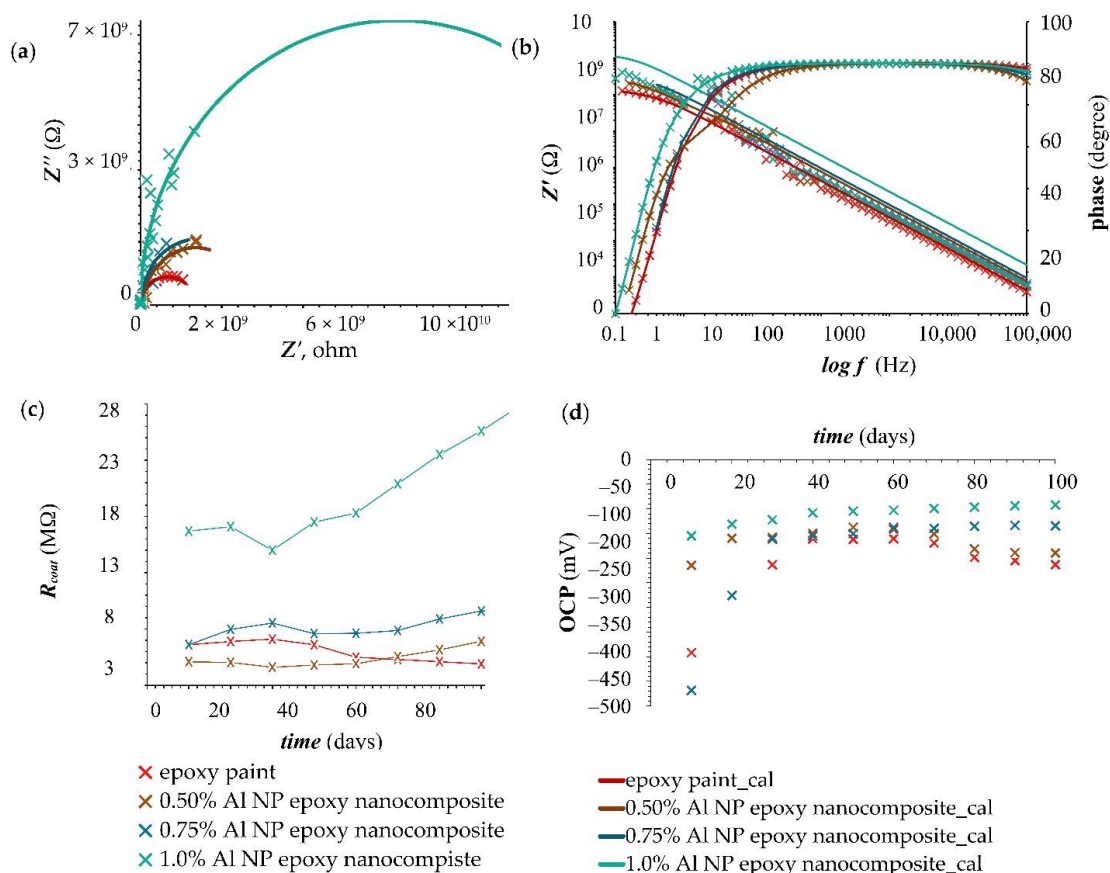 (a)
7 × 10⁹
3 × 10⁹
0
Z'' (Ω)
0
2 × 10⁹
6 × 10⁹
10 × 10¹⁰
Z', ohm
(b)
10⁹
10⁹
10⁷
10⁶
10⁵
10⁴
0
Z' (Ω)
100
80
60
40
20
0
phase (degree)
0.1
1
10
100
1000
10,000
100,000
log f (Hz)
(c)
28
23
18
13
8
3
R_coat (MΩ)
0
20
40
60
80
time (days)
(d)
time (days)
0
−50
−100
−150
−200
−250
−300
−350
−400
−450
−500
OCP (mV)
0
20
40
60
80
100
epoxy paint
0.50% Al NP epoxy nanocomposite
0.75% Al NP epoxy nanocomposite
1.0% Al NP epoxy nanocompiste
epoxy paint_cal
0.50% Al NP epoxy nanocomposite_cal
0.75% Al NP epoxy nanocomposite_cal
1.0% Al NP epoxy nanocomposite_cal